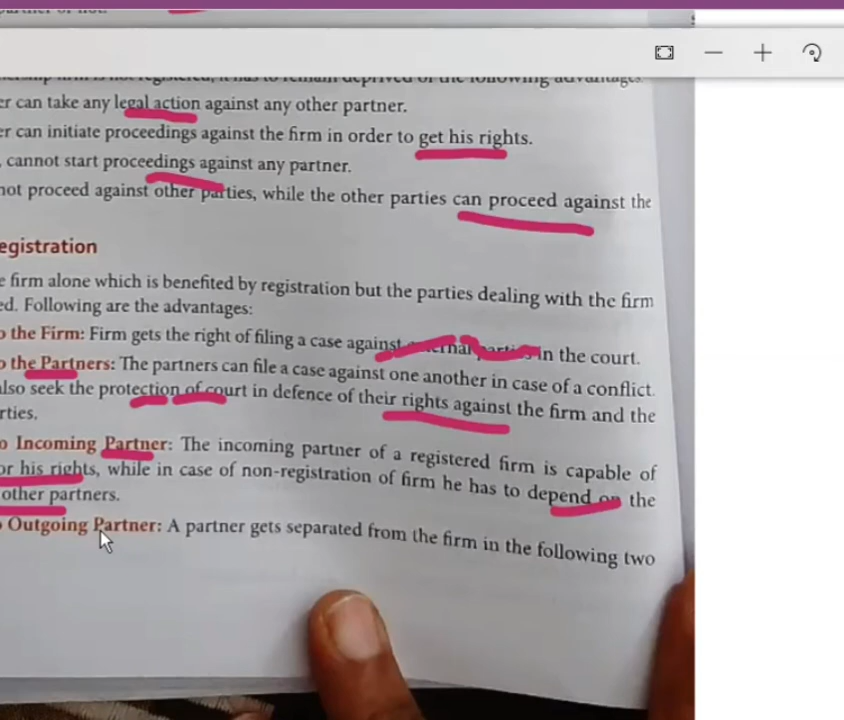 er can take any legal action against any other partner.
er can initiate proceedings against the firm in order to get his rights.
, cannot start proceedings against any partner.
not proceed against other parties, while the other parties can proceed against the
egistration
e firm alone which is benefited by registration but the parties dealing with the firm
ed. Following are the advantages:
o the Firm: Firm gets the right of filing a case against in the court.
o the Partners: The partners can file a case against one another in case of a conflict.
also seek the protection of court in defence of their rights against the firm and the
rties.
o Incoming Partner: The incoming partner of a registered firm is capable of
or his rights, while in case of non-registration of firm he has to depend on the
other partners.
o Outgoing Partner: A partner gets separated from the firm in the following two